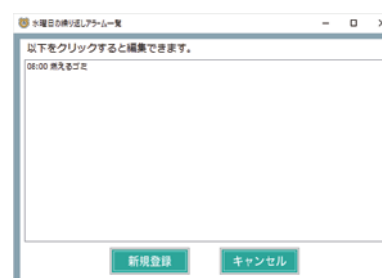 水曜日の繰り返しアラーム一覧
以下をクリックすると編集できます。
08:00 燃えるゴミ
新規登録
キャンセル